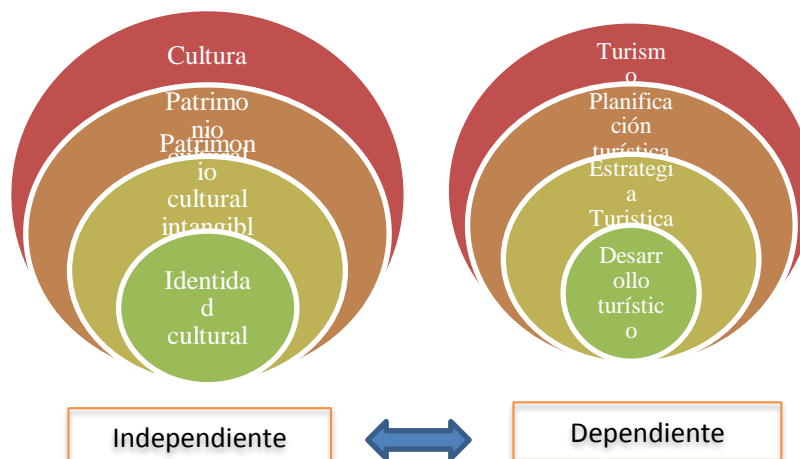 Cultura
Patrimo
nio
Patrimon
io
cultural
intangibl
Identida
d
cultural
Turism
o
Planifica
ción
turística
Estrategi
a
Turistica
Desarr
ollo
turístic
o
Independiente
Dependiente